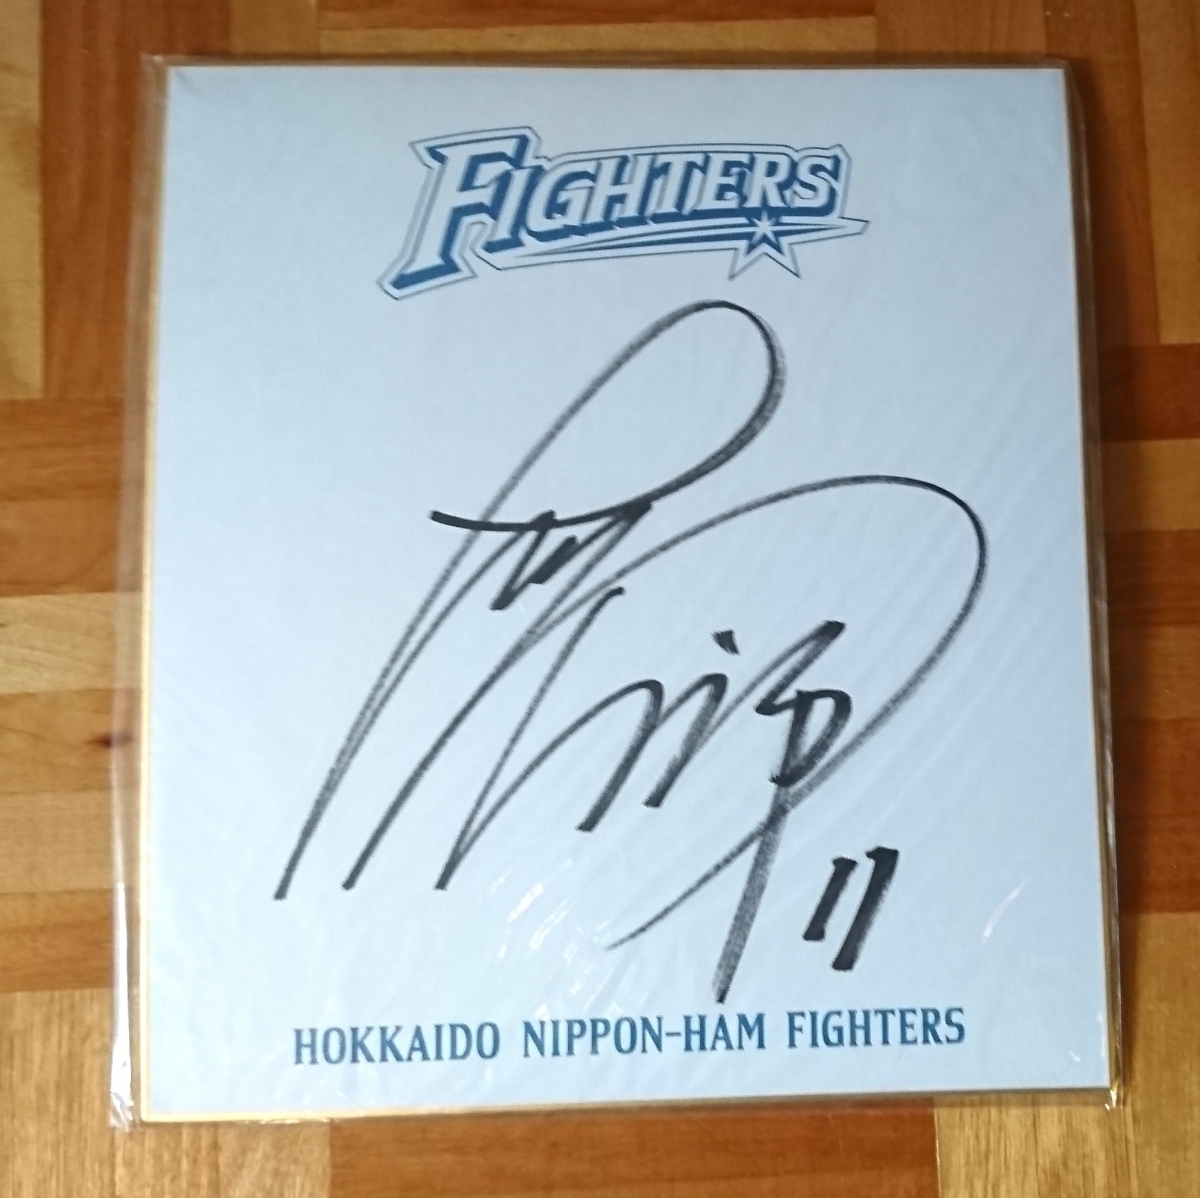 FIGHTERS
11
HOKKAIDO NIPPON-HAM FIGHTERS